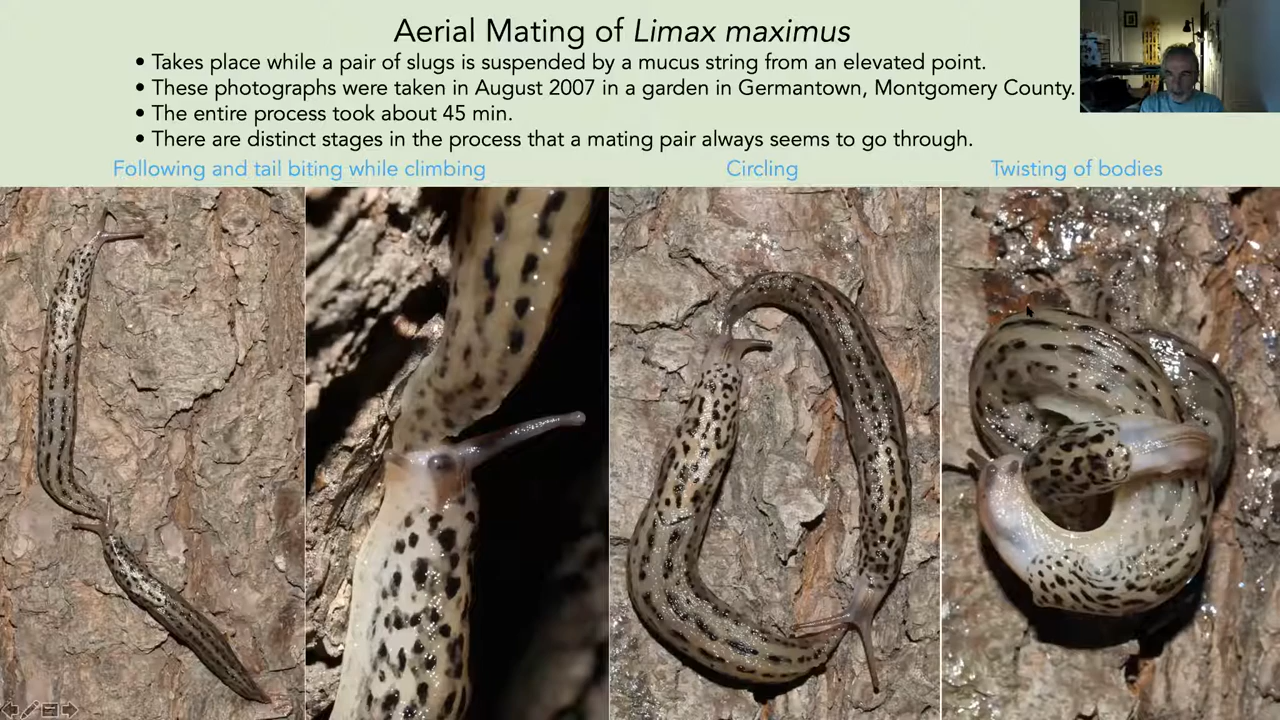 Aerial Mating of Limax maximus
• Takes place while a pair of slugs is suspended by a mucus string from an elevated point.
• These photographs were taken in August 2007 in a garden in Germantown, Montgomery County.
• The entire process took about 45 min.
• There are distinct stages in the process that a mating pair always seems to go through.
Following and tail biting while climbing
Circling
Twisting of bodies